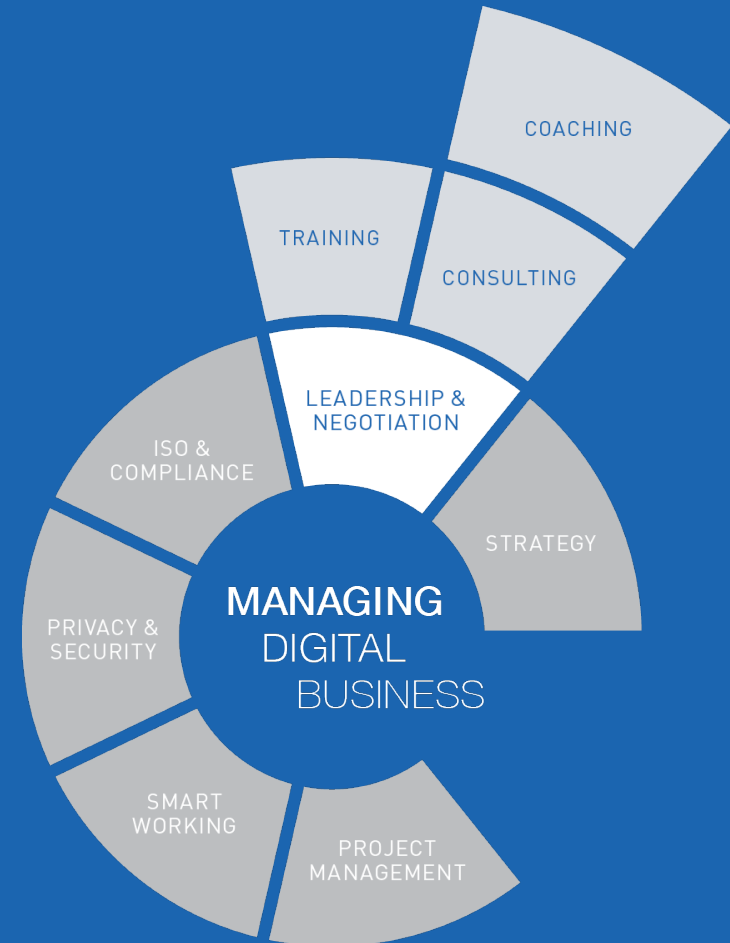 COACHING
TRAINING
CONSULTING
LEADERSHIP &
NEGOTIATION
ISO &
COMPLIANCE
STRATEGY
MANAGING
DIGITAL
BUSINESS
PRIVACY &
SECURITY
SMART
WORKING
PROJECT
MANAGEMENT